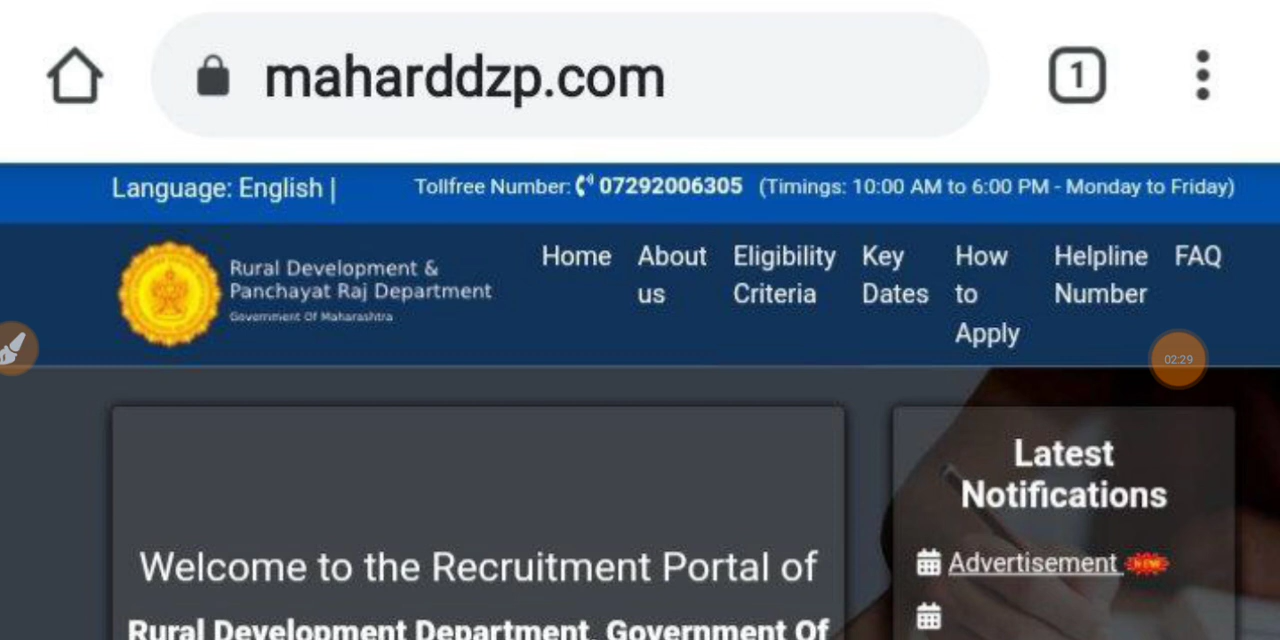 maharddzp.com
1
Language: English |
Tollfree Number: 07292006305 (Timings: 10:00 AM to 6:00 PM - Monday to Friday)
Rural Development &
Panchayat Raj Department
Government Of Maharashtra
Home
About
us
Eligibility
Criteria
Key
Dates
How
to
Apply
Helpline
Number
FAQ
02:29
Welcome to the Recruitment Portal of
Rural Development Department, Government Of
Latest
Notifications
Advertisement NEW